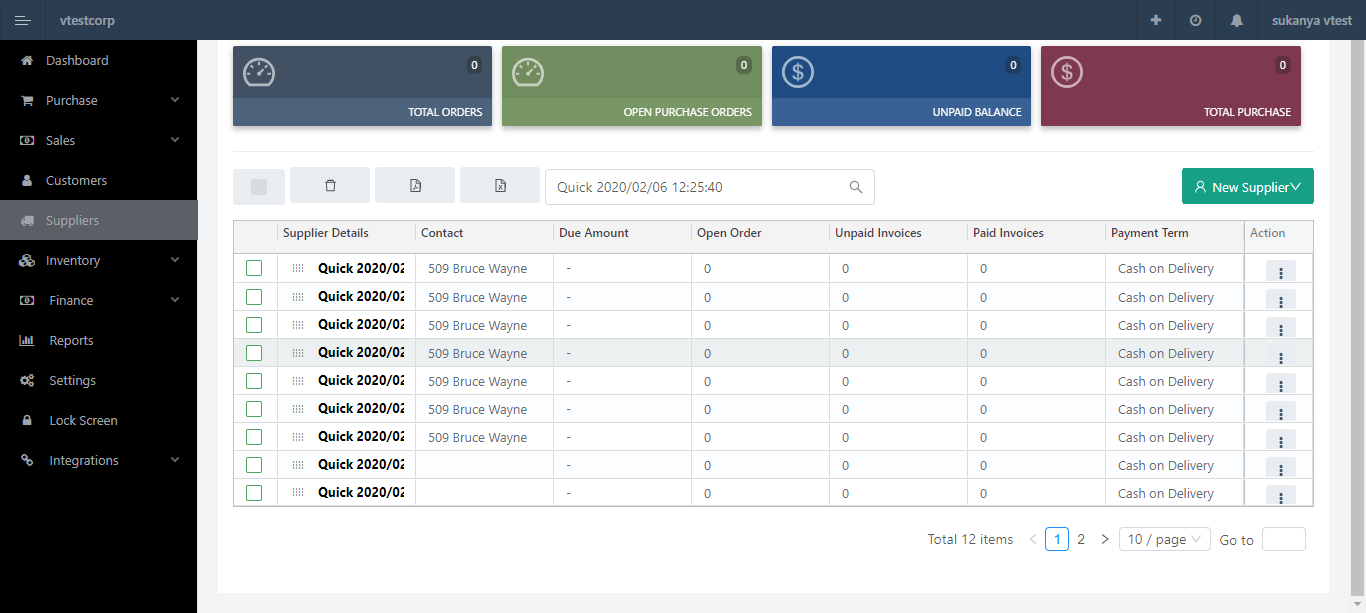 vtestcorp
sukanya vtest
Dashboard
Purchase
Sales
Customers
Suppliers
Inventory
Finance
Reports
Settings
Lock Screen
Integrations
0 0 0 0
TOTAL ORDERS OPEN PURCHASE ORDERS UNPAID BALANCE TOTAL PURCHASE
Quick 2020/02/06 12:25:40
New Supplier
Supplier Details Contact Due Amount Open Order Unpaid Invoices Paid Invoices Payment Term Action
Quick 2020/02 509 Bruce Wayne - 0 0 0 Cash on Delivery
Quick 2020/02 509 Bruce Wayne - 0 0 0 Cash on Delivery
Quick 2020/02 509 Bruce Wayne - 0 0 0 Cash on Delivery
Quick 2020/02 509 Bruce Wayne - 0 0 0 Cash on Delivery
Quick 2020/02 509 Bruce Wayne - 0 0 0 Cash on Delivery
Quick 2020/02 509 Bruce Wayne - 0 0 0 Cash on Delivery
Quick 2020/02 509 Bruce Wayne - 0 0 0 Cash on Delivery
Quick 2020/02 - 0 0 0 Cash on Delivery
Quick 2020/02 - 0 0 0 Cash on Delivery
Total 12 items < 1 2 > 10 / page Go to